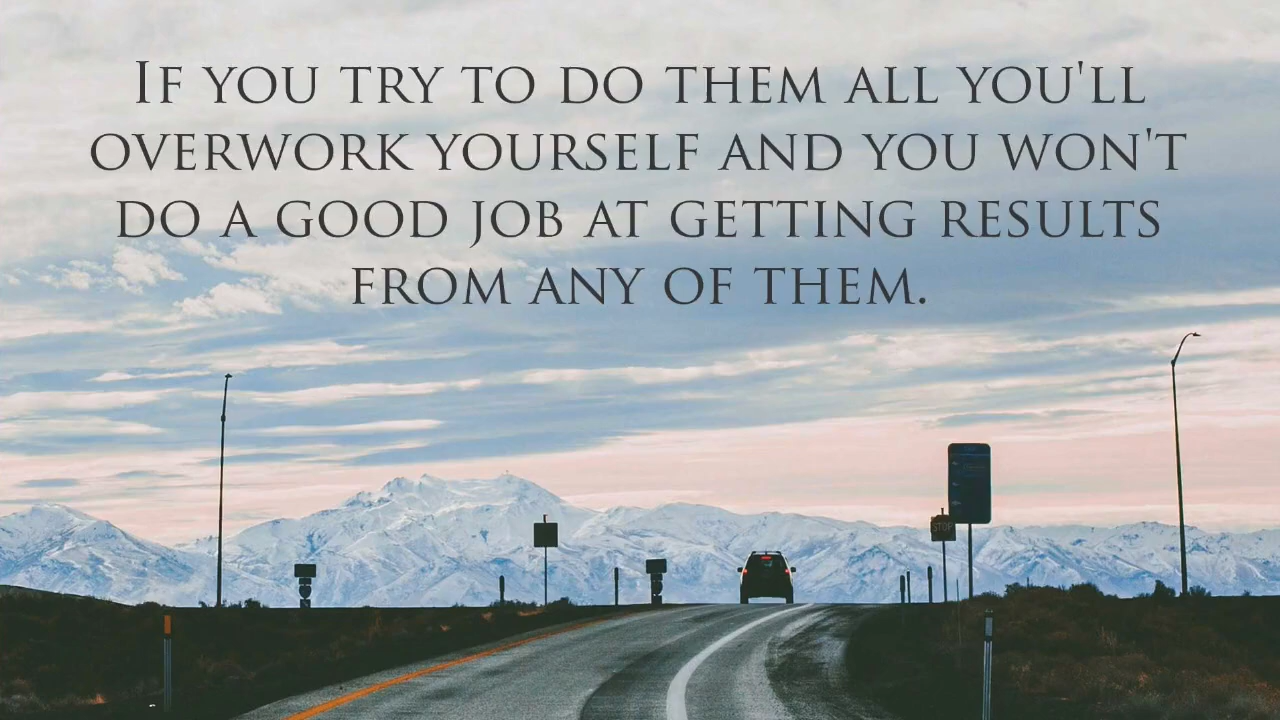 If you try to do them all you'll
overwork yourself and you won't
do a good job at getting results
from any of them.
STOP